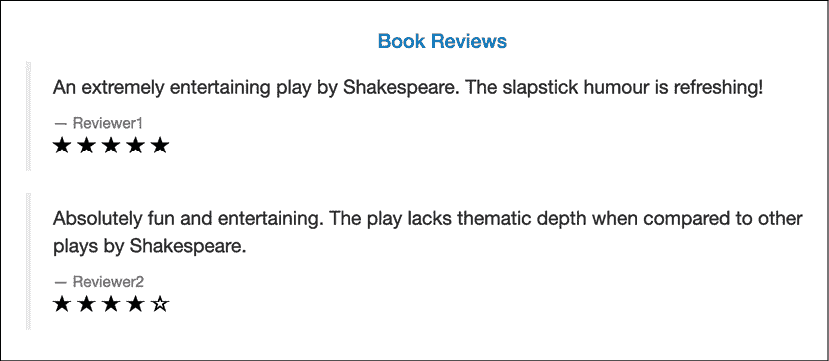 Book Reviews
An extremely entertaining play by Shakespeare. The slapstick humour is refreshing!
— Reviewer1
★ ★ ★ ★ ★
Absolutely fun and entertaining. The play lacks thematic depth when compared to other
plays by Shakespeare.
— Reviewer2
★ ★ ★ ★ ☆